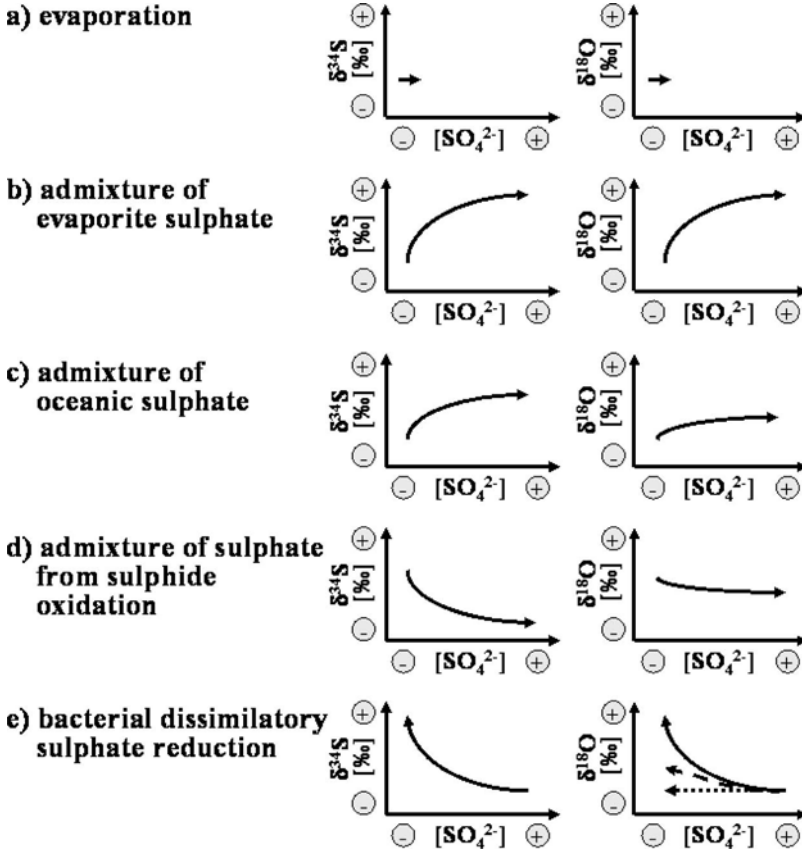 a) evaporation
δ³⁴S
[‰]
+
-
-
[SO₄²⁻]
+
δ¹⁸O
[‰]
+
-
-
[SO₄²⁻]
+
b) admixture of
evaporite sulphate
δ³⁴S
[‰]
+
-
-
[SO₄²⁻]
+
δ¹⁸O
[‰]
+
-
-
[SO₄²⁻]
+
c) admixture of
oceanic sulphate
δ³⁴S
[‰]
+
-
-
[SO₄²⁻]
+
δ¹⁸O
[‰]
+
-
-
[SO₄²⁻]
+
d) admixture of sulphate
from sulphide
oxidation
δ³⁴S
[‰]
+
-
-
[SO₄²⁻]
+
δ¹⁸O
[‰]
+
-
-
[SO₄²⁻]
+
e) bacterial dissimilatory
sulphate reduction
δ³⁴S
[‰]
+
-
-
[SO₄²⁻]
+
δ¹⁸O
[‰]
+
-
-
[SO₄²⁻]
+